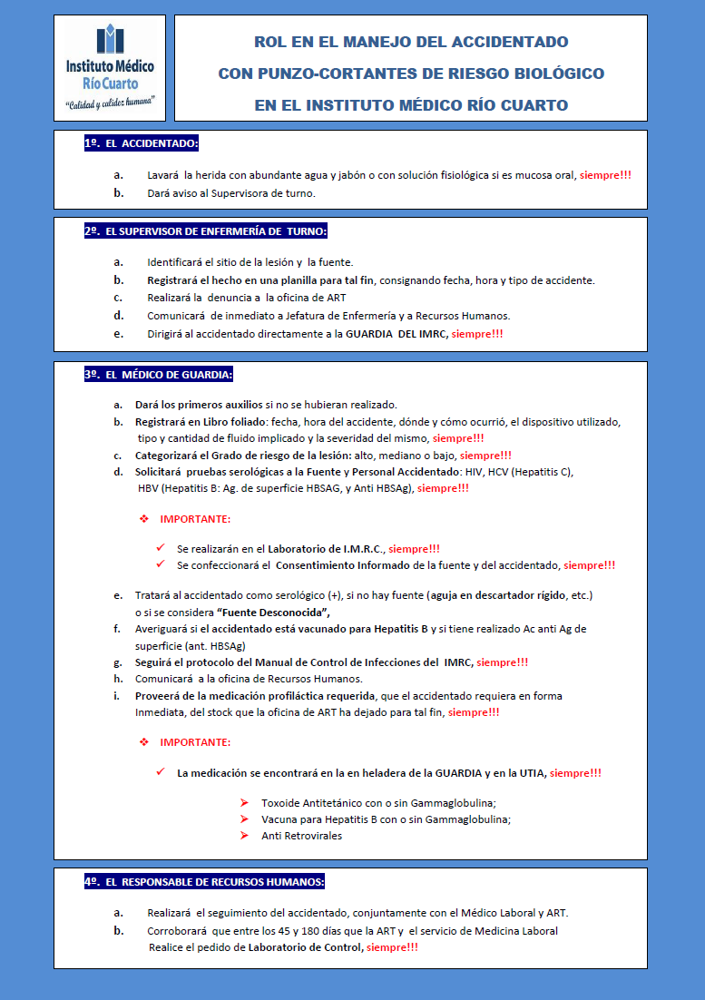 Instituto Médico
Río Cuarto
"Calidad y calidez humana"
ROL EN EL MANEJO DEL ACCIDENTADO
CON PUNZO-CORTANTES DE RIESGO BIOLÓGICO
EN EL INSTITUTO MÉDICO RÍO CUARTO
1º. EL ACCIDENTADO:
a. Lavará la herida con abundante agua y jabón o con solución fisiológica si es mucosa oral, siempre!!!
b. Dará aviso al Supervisora de turno.
2º. EL SUPERVISOR DE ENFERMERÍA DE TURNO:
a. Identificará el sitio de la lesión y la fuente.
b. Registrará el hecho en una planilla para tal fin, consignando fecha, hora y tipo de accidente.
c. Realizará la denuncia a la oficina de ART
d. Comunicará de inmediato a Jefatura de Enfermería y a Recursos Humanos.
e. Dirigirá al accidentado directamente a la GUARDIA DEL IMRC, siempre!!!
3º. EL MÉDICO DE GUARDIA:
a. Dará los primeros auxilios si no se hubieran realizado.
b. Registrará en Libro foliado: fecha, hora del accidente, dónde y cómo ocurrió, el dispositivo utilizado,
tipo y cantidad de fluido implicado y la severidad del mismo, siempre!!!
c. Categorizará el Grado de riesgo de la lesión: alto, mediano o bajo, siempre!!!
d. Solicitará pruebas serológicas a la Fuente y Personal Accidentado: HIV, HCV (Hepatitis C),
HBV (Hepatitis B: Ag. de superficie HBSAG, y Anti HBSAg), siempre!!!
❖ IMPORTANTE:
✓ Se realizarán en el Laboratorio de I.M.R.C., siempre!!!
✓ Se confeccionará el Consentimiento Informado de la fuente y del accidentado, siempre!!!
e. Tratará al accidentado como serológico (+), si no hay fuente (aguja en descartador rígido, etc.)
o si se considera “Fuente Desconocida”,
f. Averiguará si el accidentado está vacunado para Hepatitis B y si tiene realizado Ac anti Ag de
superficie (ant. HBSAg)
g. Seguirá el protocolo del Manual de Control de Infecciones del IMRC, siempre!!!
h. Comunicará a la oficina de Recursos Humanos.
i. Proveerá de la medicación profiláctica requerida, que el accidentado requiera en forma
Inmediata, del stock que la oficina de ART ha dejado para tal fin, siempre!!!
❖ IMPORTANTE:
✓ La medicación se encontrará en la en heladera de la GUARDIA y en la UTIA, siempre!!!
➢ Toxoide Antitetánico con o sin Gammaglobulina;
➢ Vacuna para Hepatitis B con o sin Gammaglobulina;
➢ Anti Retrovirales
4º. EL RESPONSABLE DE RECURSOS HUMANOS:
a. Realizará el seguimiento del accidentado, conjuntamente con el Médico Laboral y ART.
b. Corroborará que entre los 45 y 180 días que la ART y el servicio de Medicina Laboral
Realice el pedido de Laboratorio de Control, siempre!!!